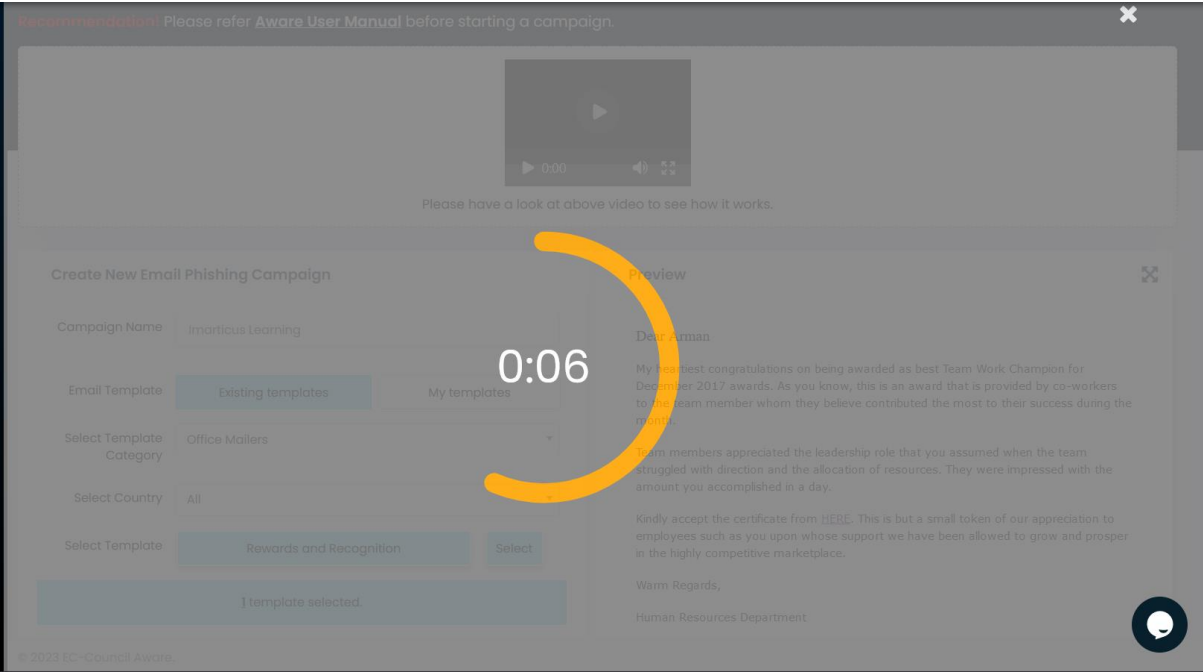 Recommendation! Please refer Aware User Manual before starting a campaign.
0:00
Please have a look at above video to see how it works.
Create New Email Phishing Campaign
Campaign Name
Imarticus Learning
Email Template
Existing templates
My templates
Select Template
Category
Office Mailers
Select Country
All
Select Template
Rewards and Recognition
Select
1 template selected.
0:06
Preview
Dear Arman
My heartiest congratulations on being awarded as best Team Work Champion for
December 2017 awards. As you know, this is an award that is provided by co-workers
to the team member whom they believe contributed the most to their success during the
month.
Team members appreciated the leadership role that you assumed when the team
struggled with direction and the allocation of resources. They were impressed with the
amount you accomplished in a day.
Kindly accept the certificate from HERE. This is but a small token of our appreciation to
employees such as you upon whose support we have been allowed to grow and prosper
in the highly competitive marketplace.
Warm Regards,
Human Resources Department
© 2023 EC-Council Aware.